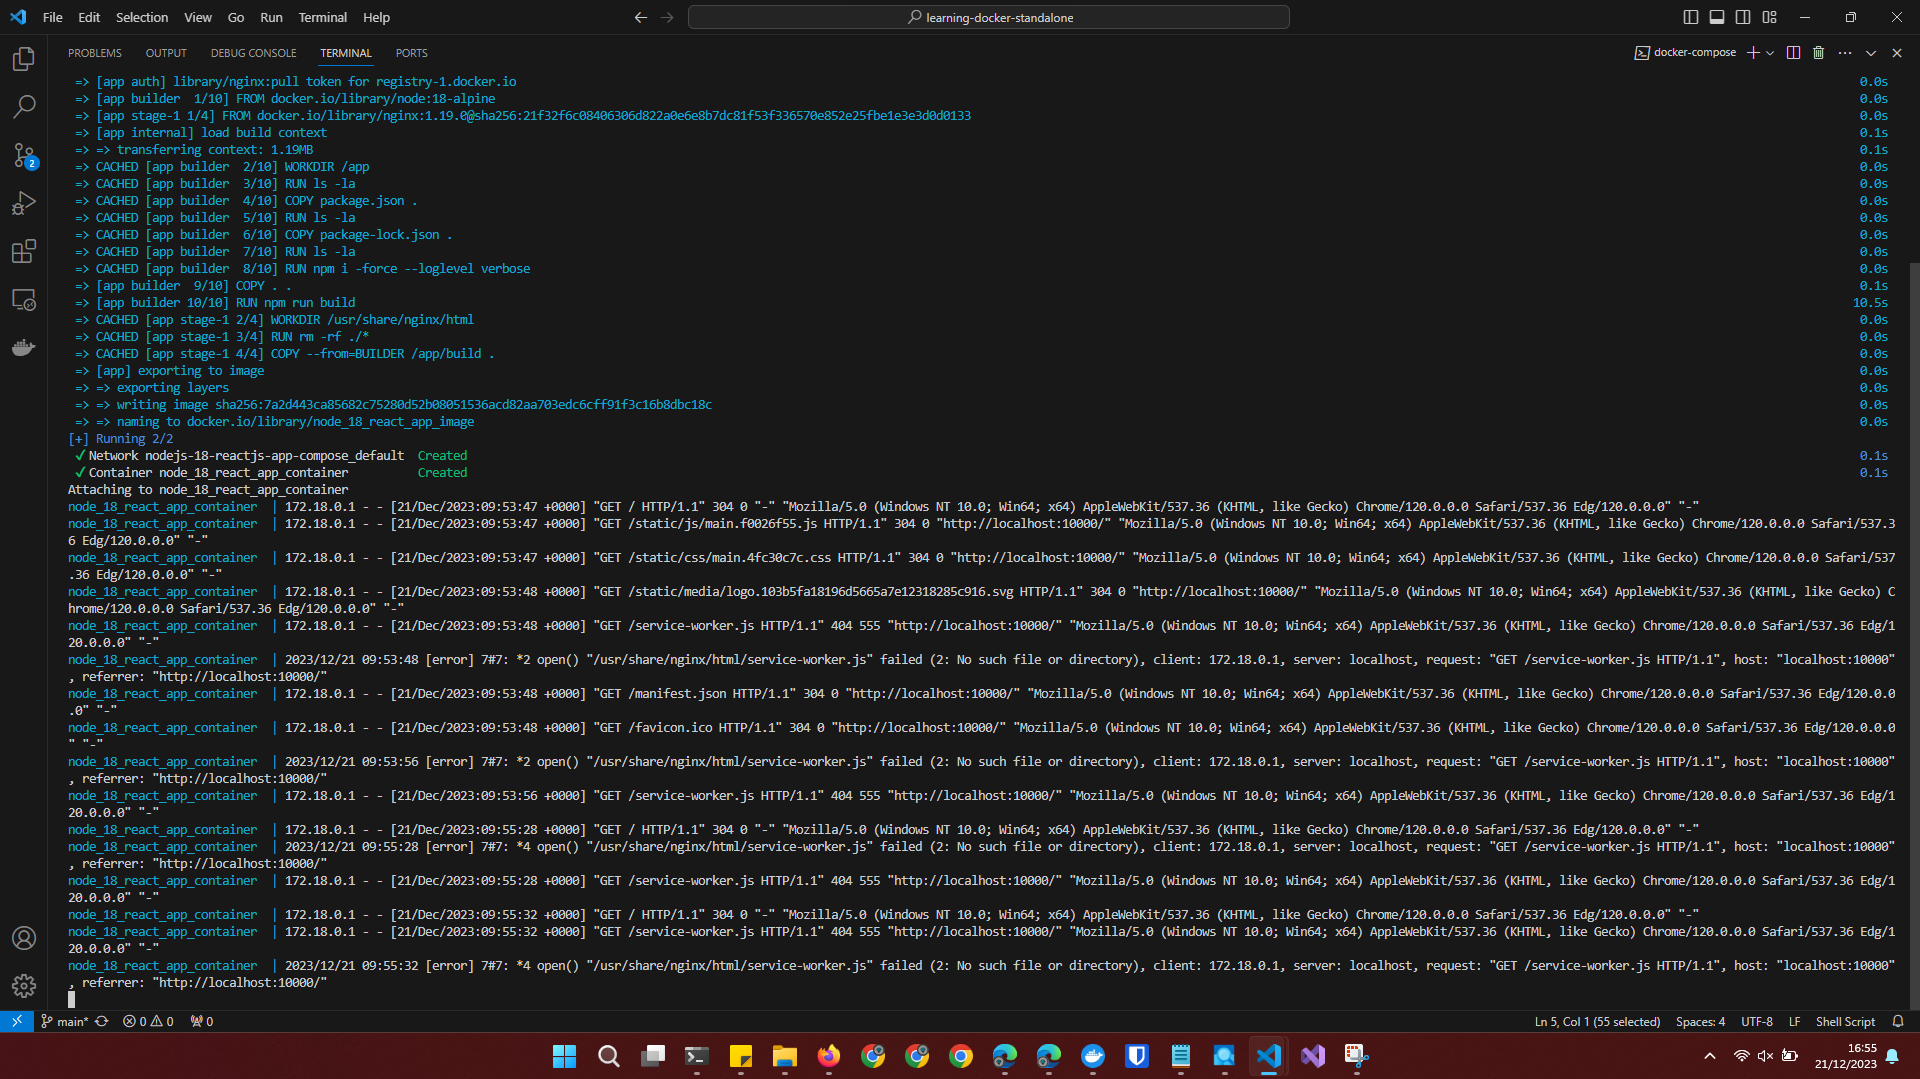 File Edit Selection View Go Run Terminal Help
learning-docker-standalone
PROBLEMS OUTPUT DEBUG CONSOLE TERMINAL PORTS
docker-compose
=> [app auth] library/nginx:pull token for registry-1.docker.io 0.0s
=> [app builder  1/10] FROM docker.io/library/node:18-alpine 0.0s
=> [app stage-1 1/4] FROM docker.io/library/nginx:1.19.0@sha256:21f32f6c08406306d822a0e6e8b7dc81f53f336570e852e25fbe1e3e3d0d0133 0.0s
=> [app internal] load build context 0.1s
=> => transferring context: 1.19MB 0.1s
=> CACHED [app builder  2/10] WORKDIR /app 0.0s
=> CACHED [app builder  3/10] RUN ls -la 0.0s
=> CACHED [app builder  4/10] COPY package.json . 0.0s
=> CACHED [app builder  5/10] RUN ls -la 0.0s
=> CACHED [app builder  6/10] COPY package-lock.json . 0.0s
=> CACHED [app builder  7/10] RUN ls -la 0.0s
=> CACHED [app builder  8/10] RUN npm i -force --loglevel verbose 0.0s
=> [app builder  9/10] COPY . . 0.1s
=> [app builder 10/10] RUN npm run build 10.5s
=> CACHED [app stage-1 2/4] WORKDIR /usr/share/nginx/html 0.0s
=> CACHED [app stage-1 3/4] RUN rm -rf ./* 0.0s
=> CACHED [app stage-1 4/4] COPY --from=BUILDER /app/build . 0.0s
=> [app] exporting to image 0.0s
=> => exporting layers 0.0s
=> => writing image sha256:7a2d443ca85682c75280d52b08051536acd82aa703edc6cff91f3c16b8dbc18c 0.0s
=> => naming to docker.io/library/node_18_react_app_image 0.0s
[+] Running 2/2
✓Network nodejs-18-reactjs-app-compose_default  Created 0.1s
✓Container node_18_react_app_container  Created 0.1s
Attaching to node_18_react_app_container
node_18_react_app_container  | 172.18.0.1 - - [21/Dec/2023:09:53:47 +0000] "GET / HTTP/1.1" 304 0 "-" "Mozilla/5.0 (Windows NT 10.0; Win64; x64) AppleWebKit/537.36 (KHTML, like Gecko) Chrome/120.0.0.0 Safari/537.36 Edg/120.0.0.0" "-"
node_18_react_app_container  | 172.18.0.1 - - [21/Dec/2023:09:53:47 +0000] "GET /static/js/main.f0026f55.js HTTP/1.1" 304 0 "http://localhost:10000/" "Mozilla/5.0 (Windows NT 10.0; Win64; x64) AppleWebKit/537.36 (KHTML, like Gecko) Chrome/120.0.0.0 Safari/537.3
6 Edg/120.0.0.0" "-"
node_18_react_app_container  | 172.18.0.1 - - [21/Dec/2023:09:53:47 +0000] "GET /static/css/main.4fc30c7c.css HTTP/1.1" 304 0 "http://localhost:10000/" "Mozilla/5.0 (Windows NT 10.0; Win64; x64) AppleWebKit/537.36 (KHTML, like Gecko) Chrome/120.0.0.0 Safari/537
.36 Edg/120.0.0.0" "-"
node_18_react_app_container  | 172.18.0.1 - - [21/Dec/2023:09:53:48 +0000] "GET /static/media/logo.103b5fa18196d5665a7e12318285c916.svg HTTP/1.1" 304 0 "http://localhost:10000/" "Mozilla/5.0 (Windows NT 10.0; Win64; x64) AppleWebKit/537.36 (KHTML, like Gecko) C
hrome/120.0.0.0 Safari/537.36 Edg/120.0.0.0" "-"
node_18_react_app_container  | 172.18.0.1 - - [21/Dec/2023:09:53:48 +0000] "GET /service-worker.js HTTP/1.1" 404 555 "http://localhost:10000/" "Mozilla/5.0 (Windows NT 10.0; Win64; x64) AppleWebKit/537.36 (KHTML, like Gecko) Chrome/120.0.0.0 Safari/537.36 Edg/1
20.0.0.0" "-"
node_18_react_app_container  | 2023/12/21 09:53:48 [error] 7#7: *2 open() "/usr/share/nginx/html/service-worker.js" failed (2: No such file or directory), client: 172.18.0.1, server: localhost, request: "GET /service-worker.js HTTP/1.1", host: "localhost:10000"
, referrer: "http://localhost:10000/"
node_18_react_app_container  | 172.18.0.1 - - [21/Dec/2023:09:53:48 +0000] "GET /manifest.json HTTP/1.1" 304 0 "http://localhost:10000/" "Mozilla/5.0 (Windows NT 10.0; Win64; x64) AppleWebKit/537.36 (KHTML, like Gecko) Chrome/120.0.0.0 Safari/537.36 Edg/120.0.0
.0" "-"
node_18_react_app_container  | 172.18.0.1 - - [21/Dec/2023:09:53:48 +0000] "GET /favicon.ico HTTP/1.1" 304 0 "http://localhost:10000/" "Mozilla/5.0 (Windows NT 10.0; Win64; x64) AppleWebKit/537.36 (KHTML, like Gecko) Chrome/120.0.0.0 Safari/537.36 Edg/120.0.0.0
" "-"
node_18_react_app_container  | 2023/12/21 09:53:56 [error] 7#7: *2 open() "/usr/share/nginx/html/service-worker.js" failed (2: No such file or directory), client: 172.18.0.1, server: localhost, request: "GET /service-worker.js HTTP/1.1", host: "localhost:10000"
, referrer: "http://localhost:10000/"
node_18_react_app_container  | 172.18.0.1 - - [21/Dec/2023:09:53:56 +0000] "GET /service-worker.js HTTP/1.1" 404 555 "http://localhost:10000/" "Mozilla/5.0 (Windows NT 10.0; Win64; x64) AppleWebKit/537.36 (KHTML, like Gecko) Chrome/120.0.0.0 Safari/537.36 Edg/1
20.0.0.0" "-"
node_18_react_app_container  | 172.18.0.1 - - [21/Dec/2023:09:55:28 +0000] "GET / HTTP/1.1" 304 0 "-" "Mozilla/5.0 (Windows NT 10.0; Win64; x64) AppleWebKit/537.36 (KHTML, like Gecko) Chrome/120.0.0.0 Safari/537.36 Edg/120.0.0.0" "-"
node_18_react_app_container  | 2023/12/21 09:55:28 [error] 7#7: *4 open() "/usr/share/nginx/html/service-worker.js" failed (2: No such file or directory), client: 172.18.0.1, server: localhost, request: "GET /service-worker.js HTTP/1.1", host: "localhost:10000"
, referrer: "http://localhost:10000/"
node_18_react_app_container  | 172.18.0.1 - - [21/Dec/2023:09:55:28 +0000] "GET /service-worker.js HTTP/1.1" 404 555 "http://localhost:10000/" "Mozilla/5.0 (Windows NT 10.0; Win64; x64) AppleWebKit/537.36 (KHTML, like Gecko) Chrome/120.0.0.0 Safari/537.36 Edg/1
20.0.0.0" "-"
node_18_react_app_container  | 172.18.0.1 - - [21/Dec/2023:09:55:32 +0000] "GET / HTTP/1.1" 304 0 "-" "Mozilla/5.0 (Windows NT 10.0; Win64; x64) AppleWebKit/537.36 (KHTML, like Gecko) Chrome/120.0.0.0 Safari/537.36 Edg/120.0.0.0" "-"
node_18_react_app_container  | 172.18.0.1 - - [21/Dec/2023:09:55:32 +0000] "GET /service-worker.js HTTP/1.1" 404 555 "http://localhost:10000/" "Mozilla/5.0 (Windows NT 10.0; Win64; x64) AppleWebKit/537.36 (KHTML, like Gecko) Chrome/120.0.0.0 Safari/537.36 Edg/1
20.0.0.0" "-"
node_18_react_app_container  | 2023/12/21 09:55:32 [error] 7#7: *4 open() "/usr/share/nginx/html/service-worker.js" failed (2: No such file or directory), client: 172.18.0.1, server: localhost, request: "GET /service-worker.js HTTP/1.1", host: "localhost:10000"
, referrer: "http://localhost:10000/"
2
main* 0 0 0
Ln 5, Col 1 (55 selected) Spaces: 4 UTF-8 LF Shell Script
16:55
21/12/2023